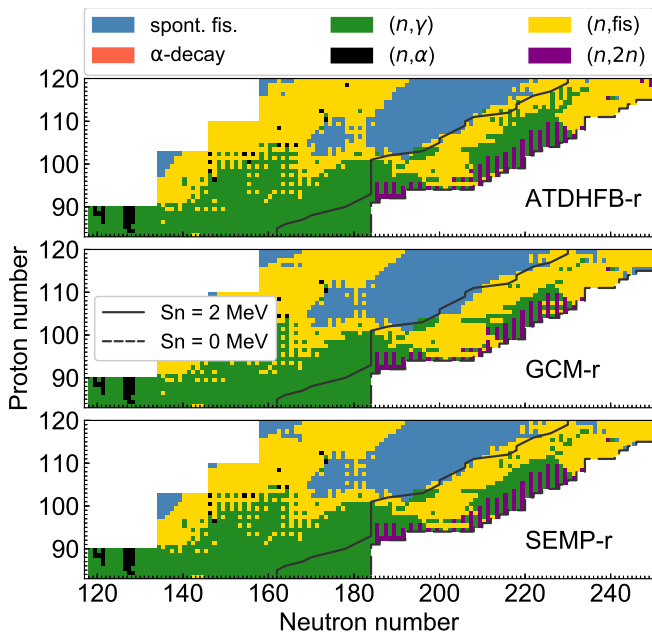 spont. fis. (n,γ) (n,fis)
α-decay (n,α) (n,2n)
120
110
100
90
ATDHFB-r
120
110
100
90
Sn = 2 MeV
Sn = 0 MeV
GCM-r
120
110
100
90
SEMP-r
Proton number
120 140 160 180 200 220 240
Neutron number